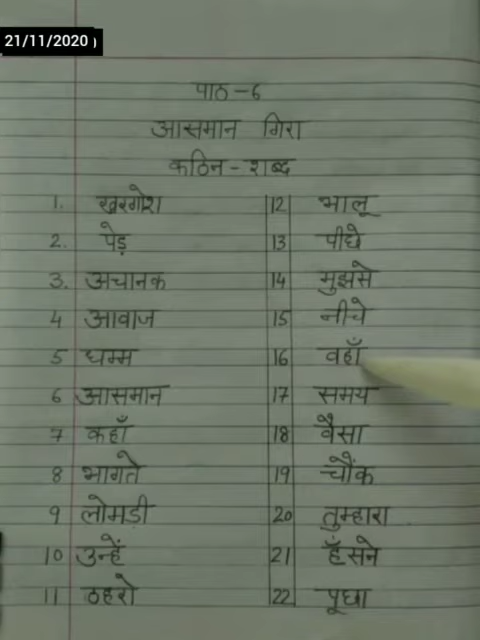 21/11/2020 )
पाठ - ६
आसमान गिरा
कठिन - शब्द
1. खरगोश
2. पेड़
3. अचानक
4 आवाज
5 धम्म
6 आसमान
7 कहाँ
8 भागते
9 लोमडी
10 उन्हें
11 ठहरो
12 भालू
13 पीछे
14 मुझसे
15 नीचे
16 वहाँ
17 समय
18 वैसा
19 चौंक
20 तुम्हारा
21 हँसने
22 पूछा